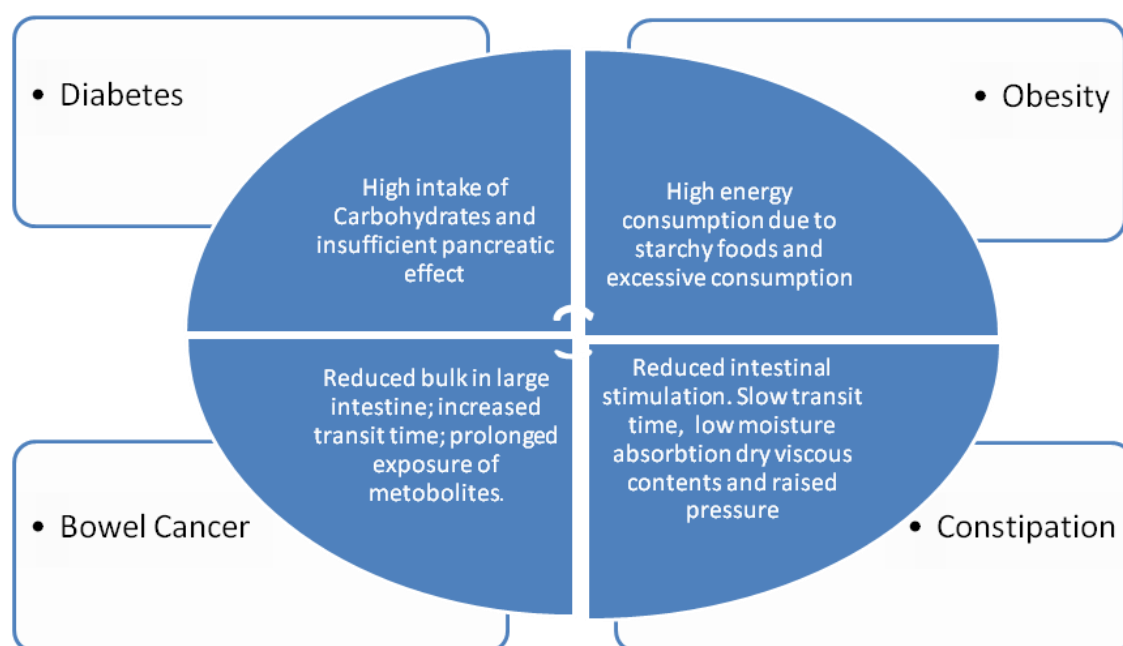 • Diabetes
High intake of
Carbohydrates and
insufficient pancreatic
effect
• Obesity
High energy
consumption due to
starchy foods and
excessive consumption
Reduced bulk in large
intestine; increased
transit time; prolonged
exposure of
metobolites.
• Bowel Cancer
Reduced intestinal
stimulation. Slow transit
time, low moisture
absorbtion dry viscous
contents and raised
pressure
• Constipation